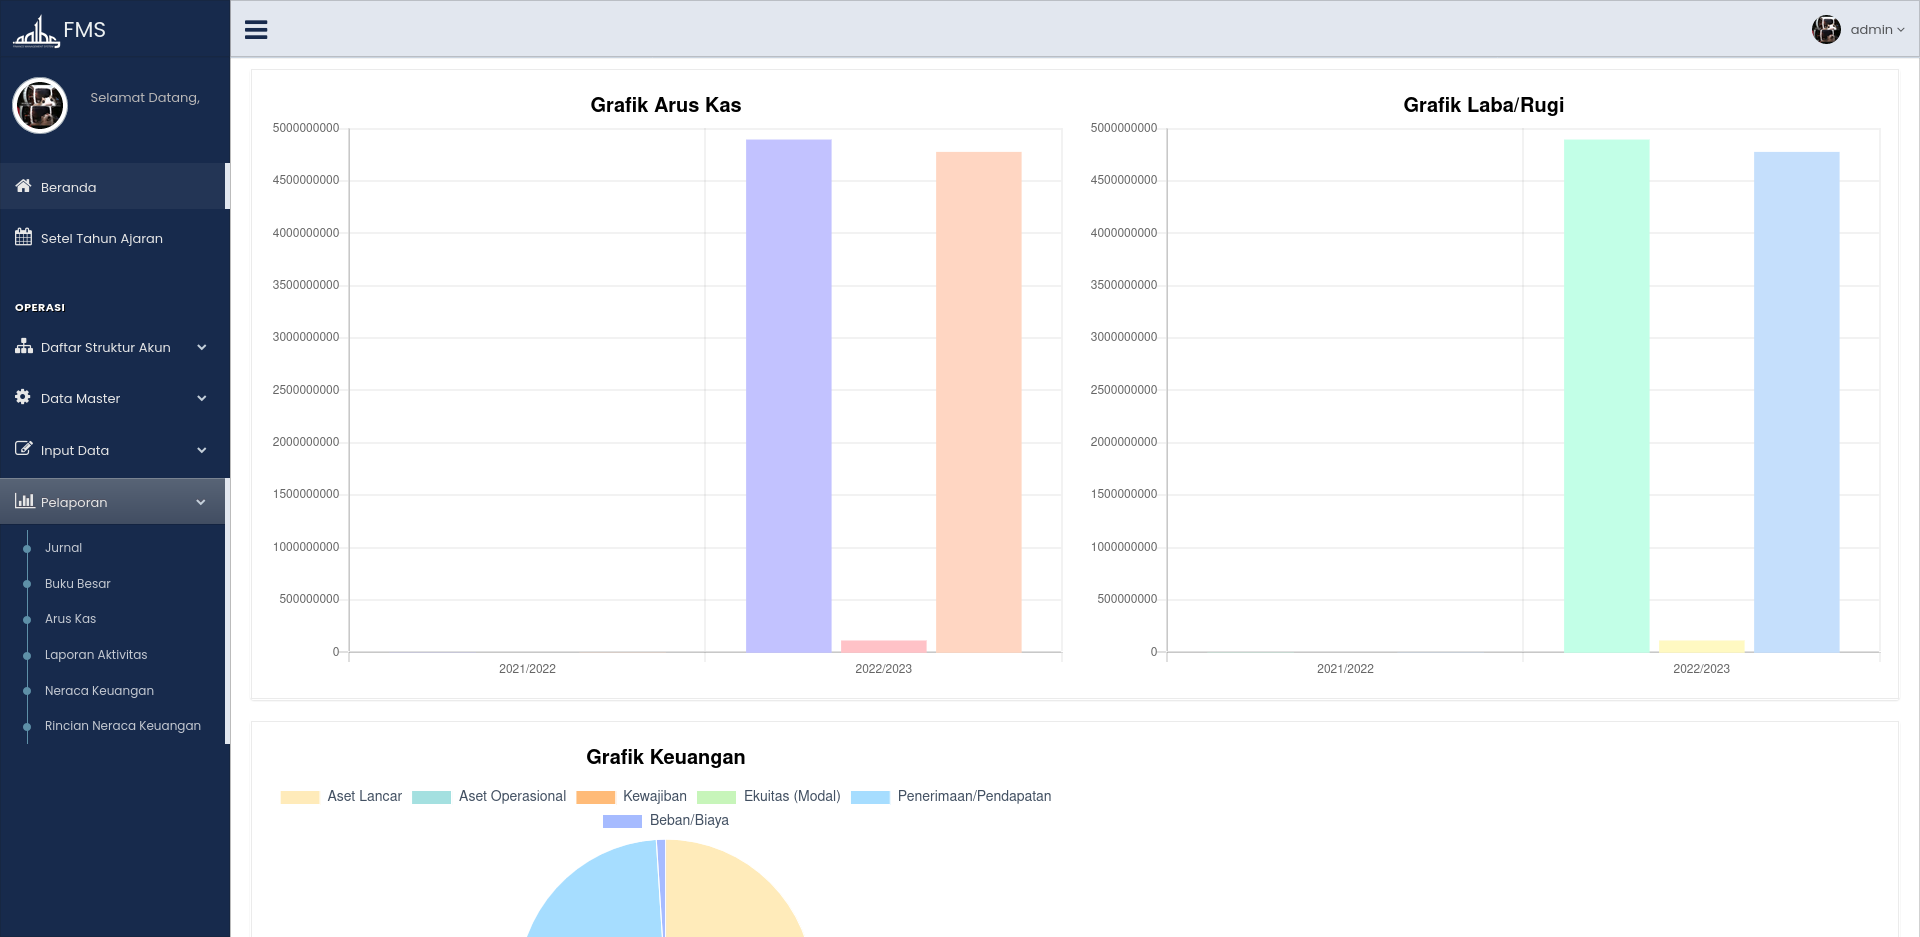 FMS
admin
Selamat Datang,
Beranda
Setel Tahun Ajaran
OPERASI
Daftar Struktur Akun
Data Master
Input Data
Pelaporan
Jurnal
Buku Besar
Arus Kas
Laporan Aktivitas
Neraca Keuangan
Rincian Neraca Keuangan
Grafik Arus Kas
5000000000
4500000000
4000000000
3500000000
3000000000
2500000000
2000000000
1500000000
1000000000
500000000
0
2021/2022 2022/2023
Grafik Laba/Rugi
5000000000
4500000000
4000000000
3500000000
3000000000
2500000000
2000000000
1500000000
1000000000
500000000
0
2021/2022 2022/2023
Grafik Keuangan
Aset Lancar Aset Operasional Kewajiban Ekuitas (Modal) Penerimaan/Pendapatan
Beban/Biaya